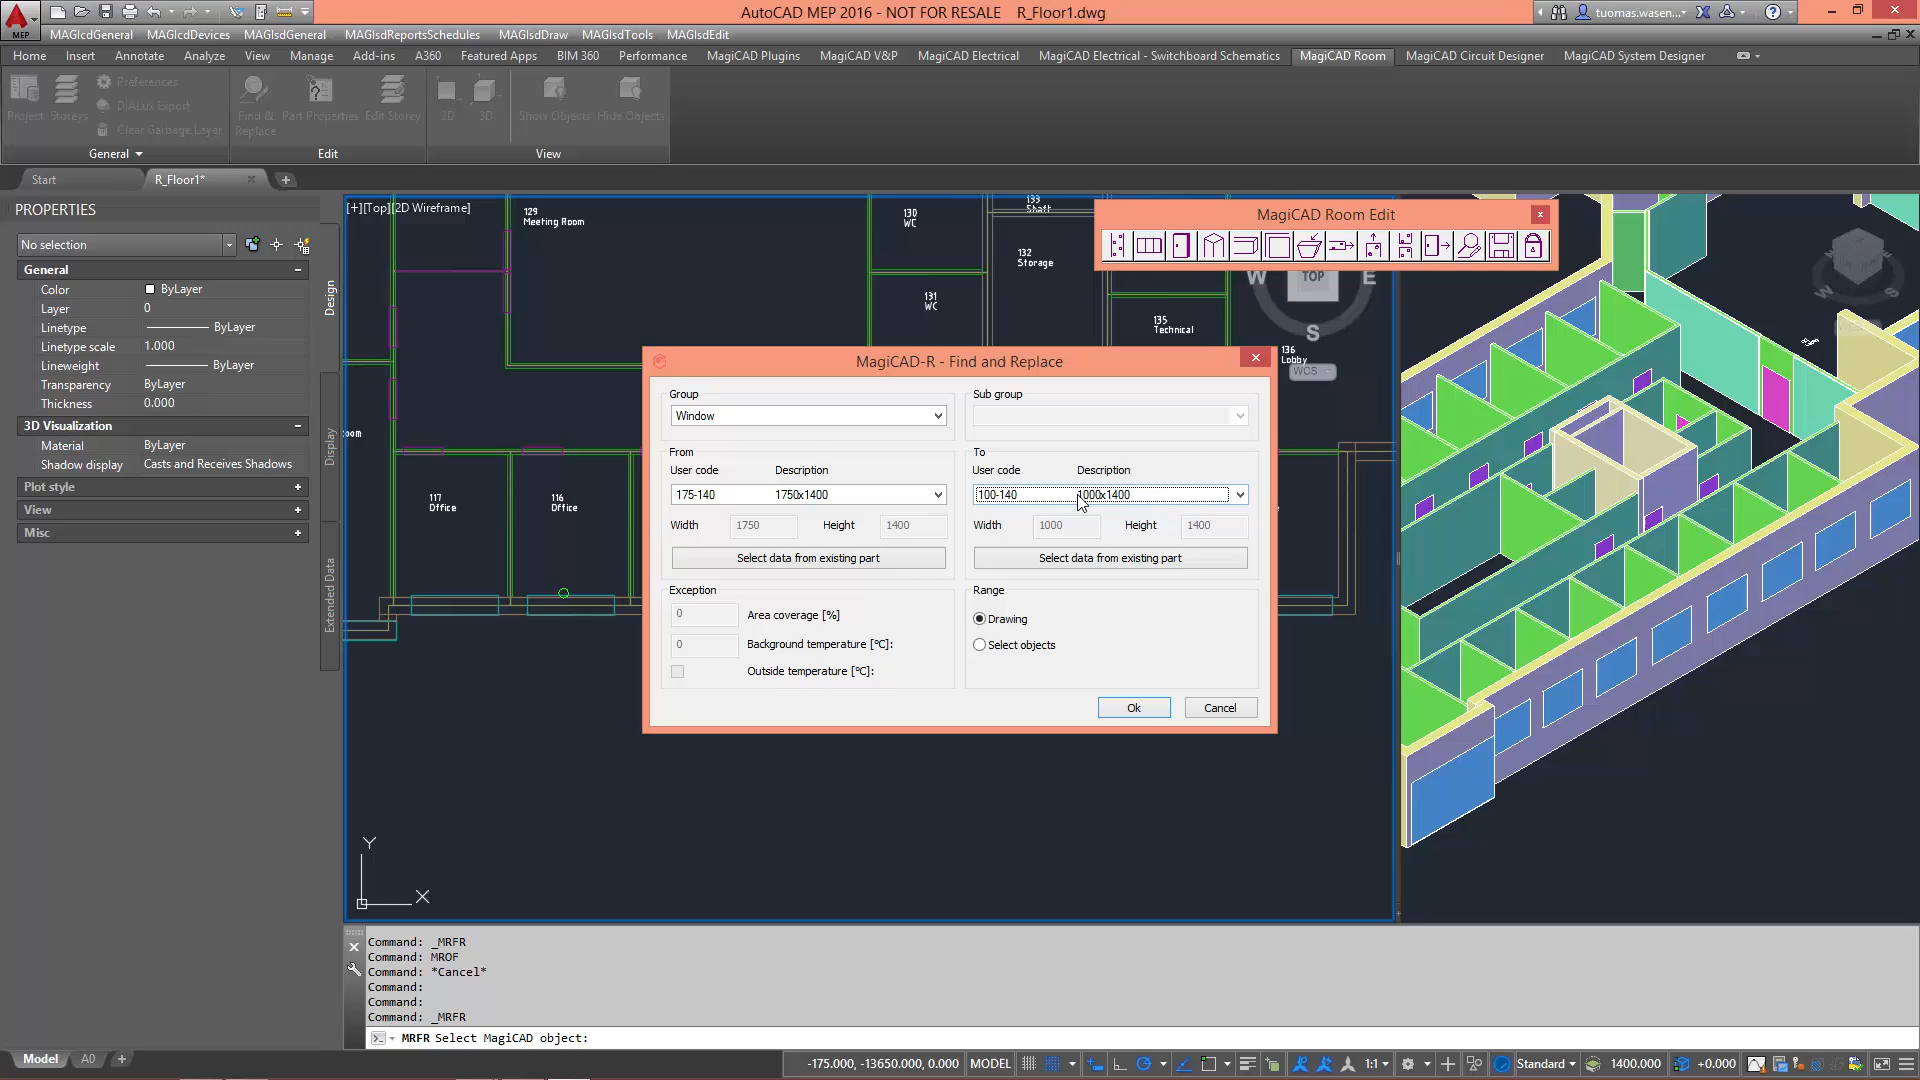 AutoCAD MEP 2016 - NOT FOR RESALE R_Floor1.dwg
tuomas.wasen...
MEP
MAGIcdGeneral MAGIcdDevices MAGIsdGeneral MAGIsdReportsSchedules MAGIsdDraw MAGIsdTools MAGIsdEdit
Home Insert Annotate Analyze View Manage Add-ins A360 Featured Apps BIM 360 Performance MagiCAD Plugins MagiCAD V&P MagiCAD Electrical MagiCAD Electrical - Switchboard Schematics MagiCAD Room MagiCAD Circuit Designer MagiCAD System Designer
Preferences
DIALux Export
Project Storeys Find & Replace Part Properties Edit Storey 2D 3D Show Objects Hide Objects
Clear Garbage Layer
General Edit View
Start R_Floor1*
PROPERTIES
No selection
General
Color ByLayer
Layer 0
Linetype ByLayer
Linetype scale 1.000
Lineweight ByLayer
Transparency ByLayer
Thickness 0.000
3D Visualization
Material ByLayer
Shadow display Casts and Receives Shadows
Plot style
View
Misc
Design
Display
Extended Data
[+][Top][2D Wireframe]
129
Meeting Room
130
WC
131
WC
132
Storage
133
Shaft
135
Technical
136
Lobby
117
Office
116
Office
oom
MagiCAD Room Edit
W TOP E
S
WCS
W S
MagiCAD-R - Find and Replace
Group
Window
Sub group
From
User code Description
175-140 1750x1400
Width 1750 Height 1400
Select data from existing part
To
User code Description
100-140 1000x1400
Width 1000 Height 1400
Select data from existing part
Exception
0 Area coverage [%]
0 Background temperature [°C]:
Outside temperature [°C]:
Range
Drawing
Select objects
Ok Cancel
Y
X
Command: _MRFR
Command: MROF
Command: *Cancel*
Command:
Command:
Command: _MRFR
MRFR Select MagiCAD object:
Model A0
-175.000, -13650.000, 0.000 MODEL 1:1 Standard 1400.000 +0.000